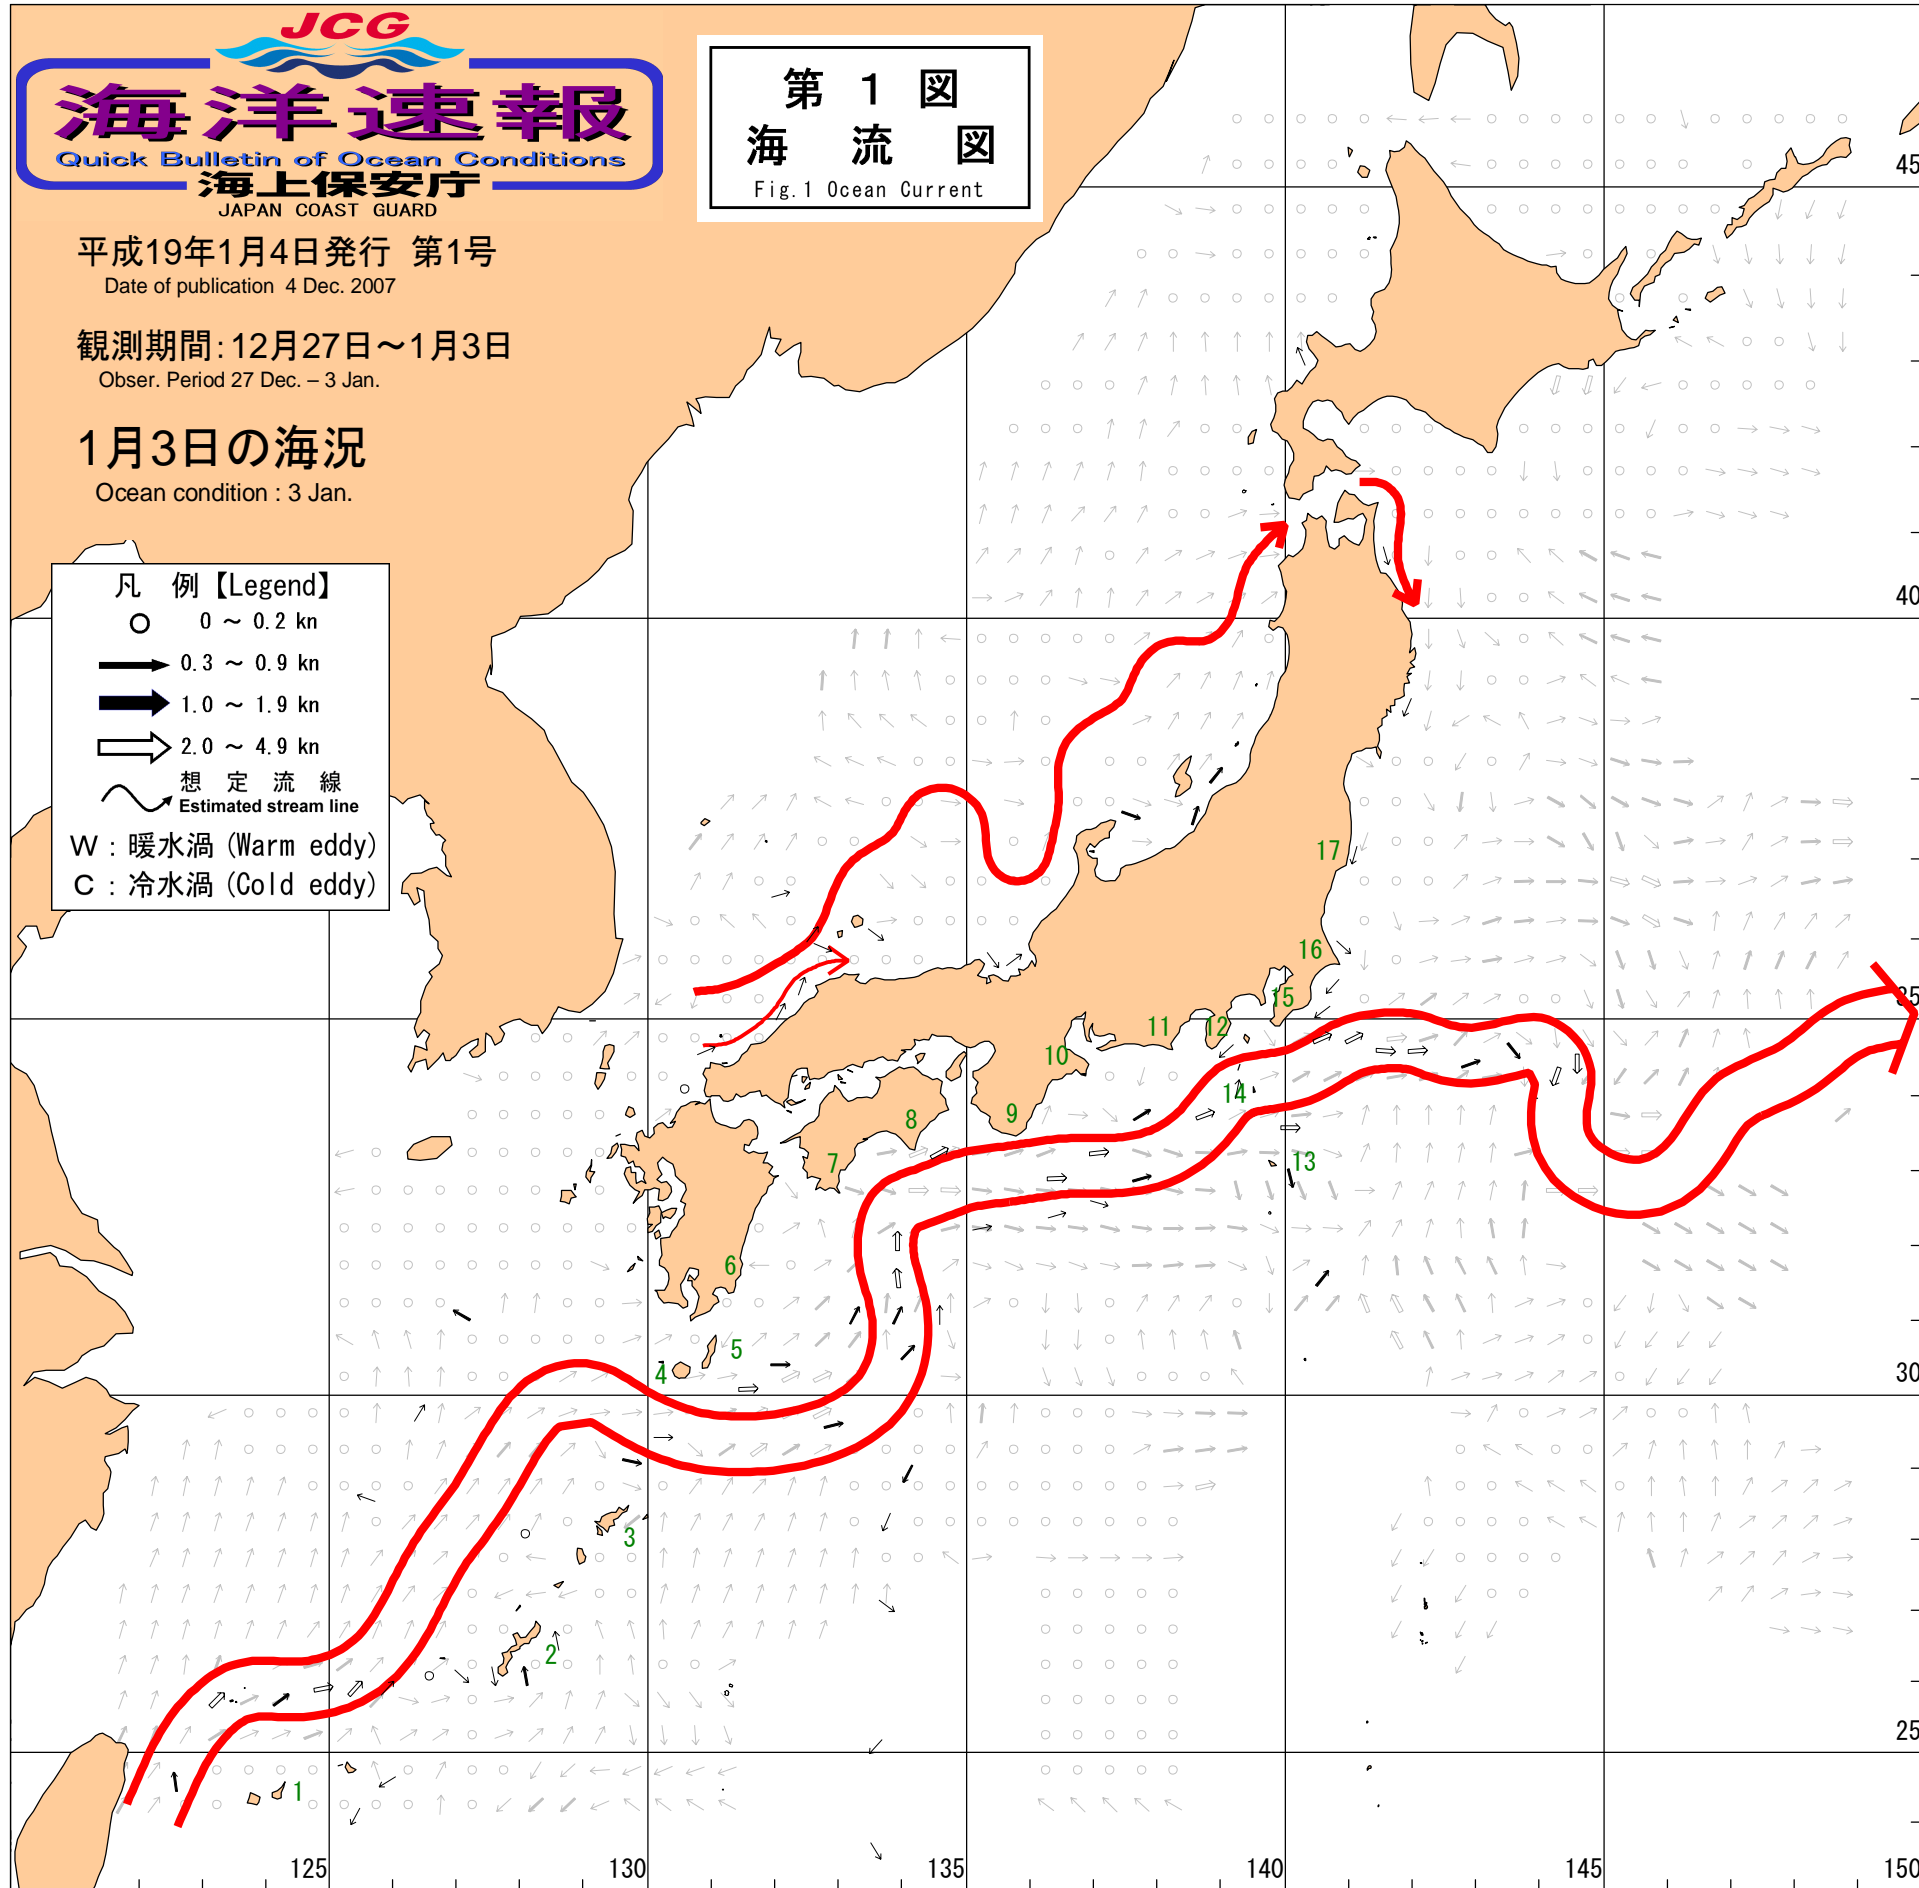 JCG
海洋速報
Quick Bulletin of Ocean Conditions
海上保安庁
JAPAN COAST GUARD
平成19年1月4日発行 第1号
Date of publication 4 Dec. 2007
観測期間:12月27日～1月3日
Obser. Period 27 Dec. – 3 Jan.
1月3日の海況
Ocean condition : 3 Jan.
第 1 図
海 流 図
Fig.1 Ocean Current
凡 例【Legend】
0 ～ 0.2 kn
0.3 ～ 0.9 kn
1.0 ～ 1.9 kn
2.0 ～ 4.9 kn
想 定 流 線
Estimated stream line
W : 暖水渦 (Warm eddy)
C : 冷水渦 (Cold eddy)
45
40
17
16
15
35
12
11
10
14
9
8
13
7
6
5
4
30
3
2
25
1
125
130
135
140
145
150